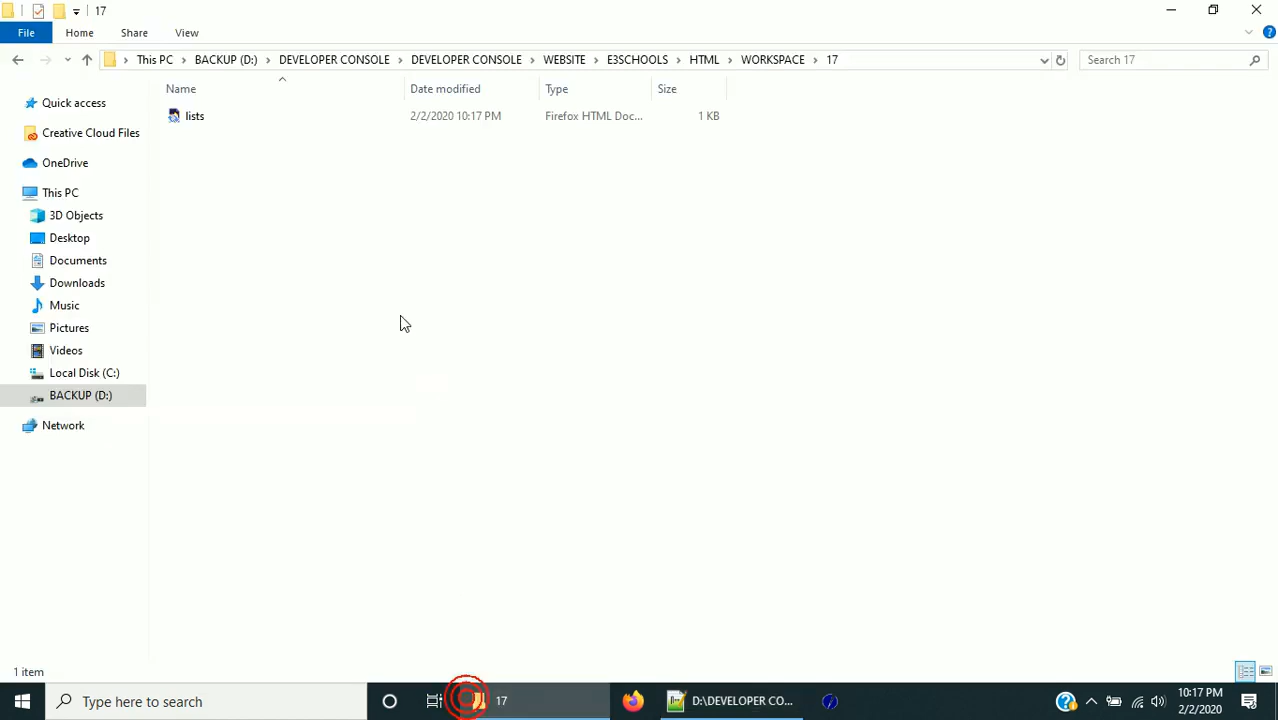 17
File Home Share View
This PC BACKUP (D:) DEVELOPER CONSOLE DEVELOPER CONSOLE WEBSITE E3SCHOOLS HTML WORKSPACE 17 Search 17
Name Date modified Type Size
lists 2/2/2020 10:17 PM Firefox HTML Doc... 1 KB
Quick access
Creative Cloud Files
OneDrive
This PC
3D Objects
Desktop
Documents
Downloads
Music
Pictures
Videos
Local Disk (C:)
BACKUP (D:)
Network
1 item
Type here to search 17 D:\DEVELOPER CO... 10:17 PM
2/2/2020